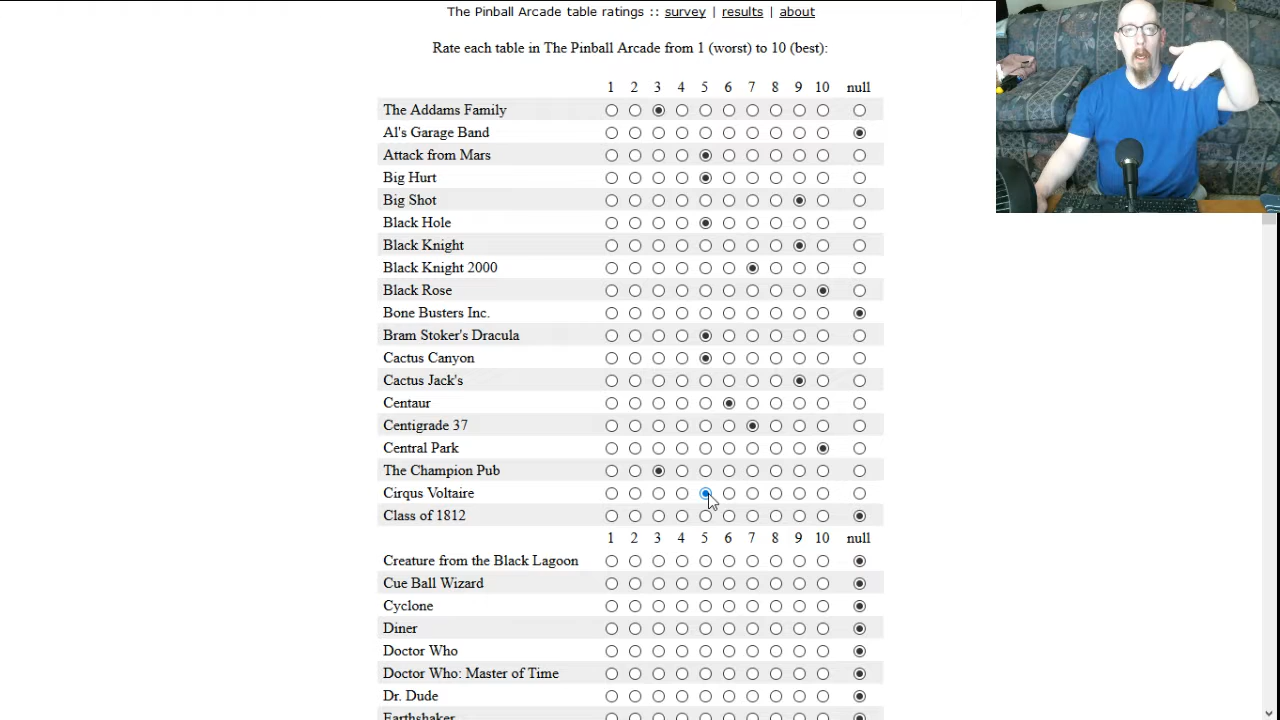 The Pinball Arcade table ratings :: survey | results | about
Rate each table in The Pinball Arcade from 1 (worst) to 10 (best):
1 2 3 4 5 6 7 8 9 10 null
The Addams Family
Al's Garage Band
Attack from Mars
Big Hurt
Big Shot
Black Hole
Black Knight
Black Knight 2000
Black Rose
Bone Busters Inc.
Bram Stoker's Dracula
Cactus Canyon
Cactus Jack's
Centaur
Centigrade 37
Central Park
The Champion Pub
Cirqus Voltaire
Class of 1812
1 2 3 4 5 6 7 8 9 10 null
Creature from the Black Lagoon
Cue Ball Wizard
Cyclone
Diner
Doctor Who
Doctor Who: Master of Time
Dr. Dude
Earthshaker